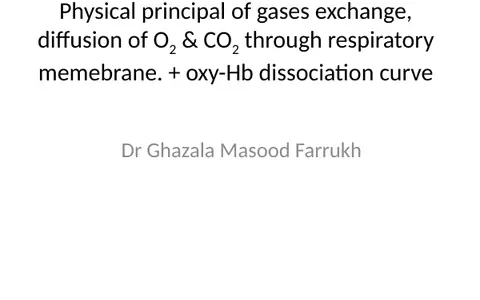 Physical principal of gases exchange,
diffusion of O₂ & CO₂ through respiratory
memebrane. + oxy-Hb dissociation curve
Dr Ghazala Masood Farrukh